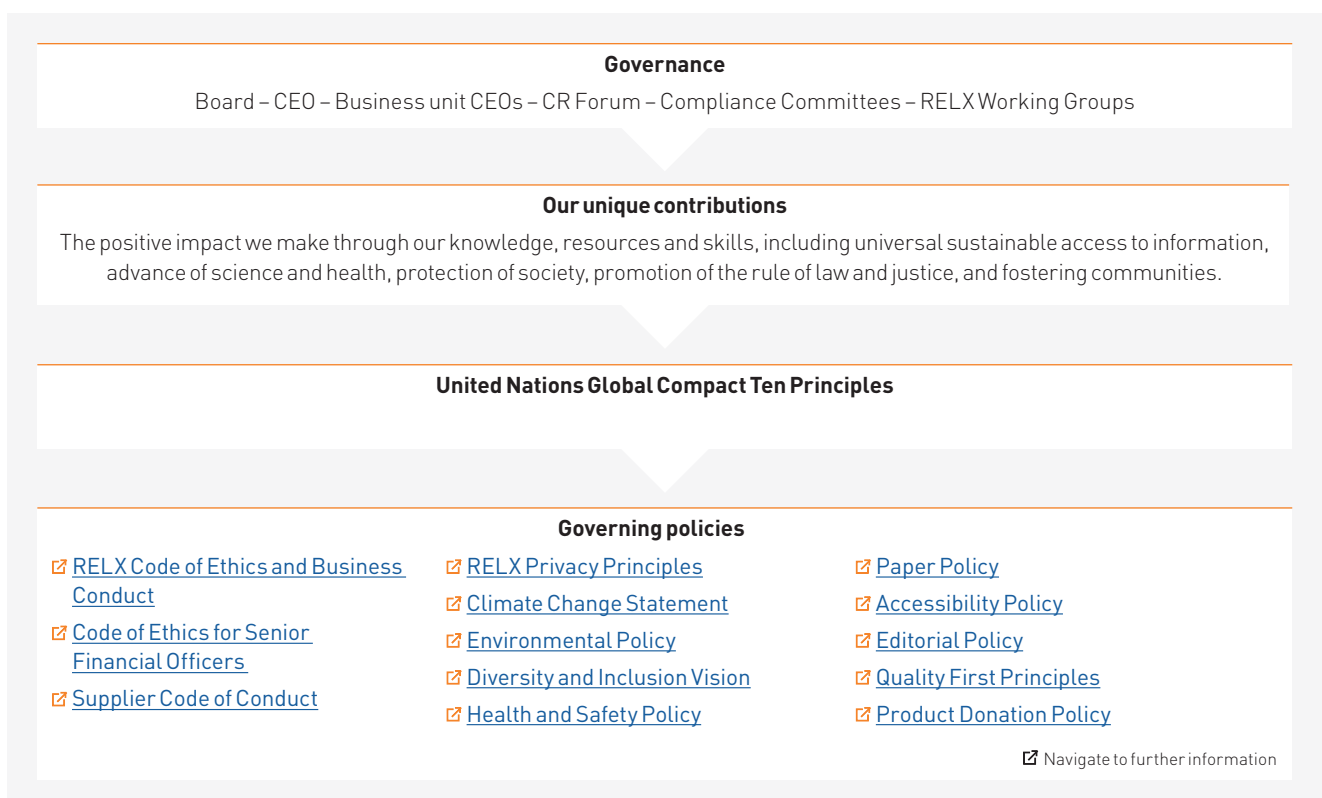 Governance
Board – CEO – Business unit CEOs – CR Forum – Compliance Committees – RELX Working Groups
Our unique contributions
The positive impact we make through our knowledge, resources and skills, including universal sustainable access to information,
advance of science and health, protection of society, promotion of the rule of law and justice, and fostering communities.
United Nations Global Compact Ten Principles
Governing policies
RELX Code of Ethics and Business
Conduct
Code of Ethics for Senior
Financial Officers
Supplier Code of Conduct
RELX Privacy Principles
Climate Change Statement
Environmental Policy
Diversity and Inclusion Vision
Health and Safety Policy
Paper Policy
Accessibility Policy
Editorial Policy
Quality First Principles
Product Donation Policy
Navigate to further information